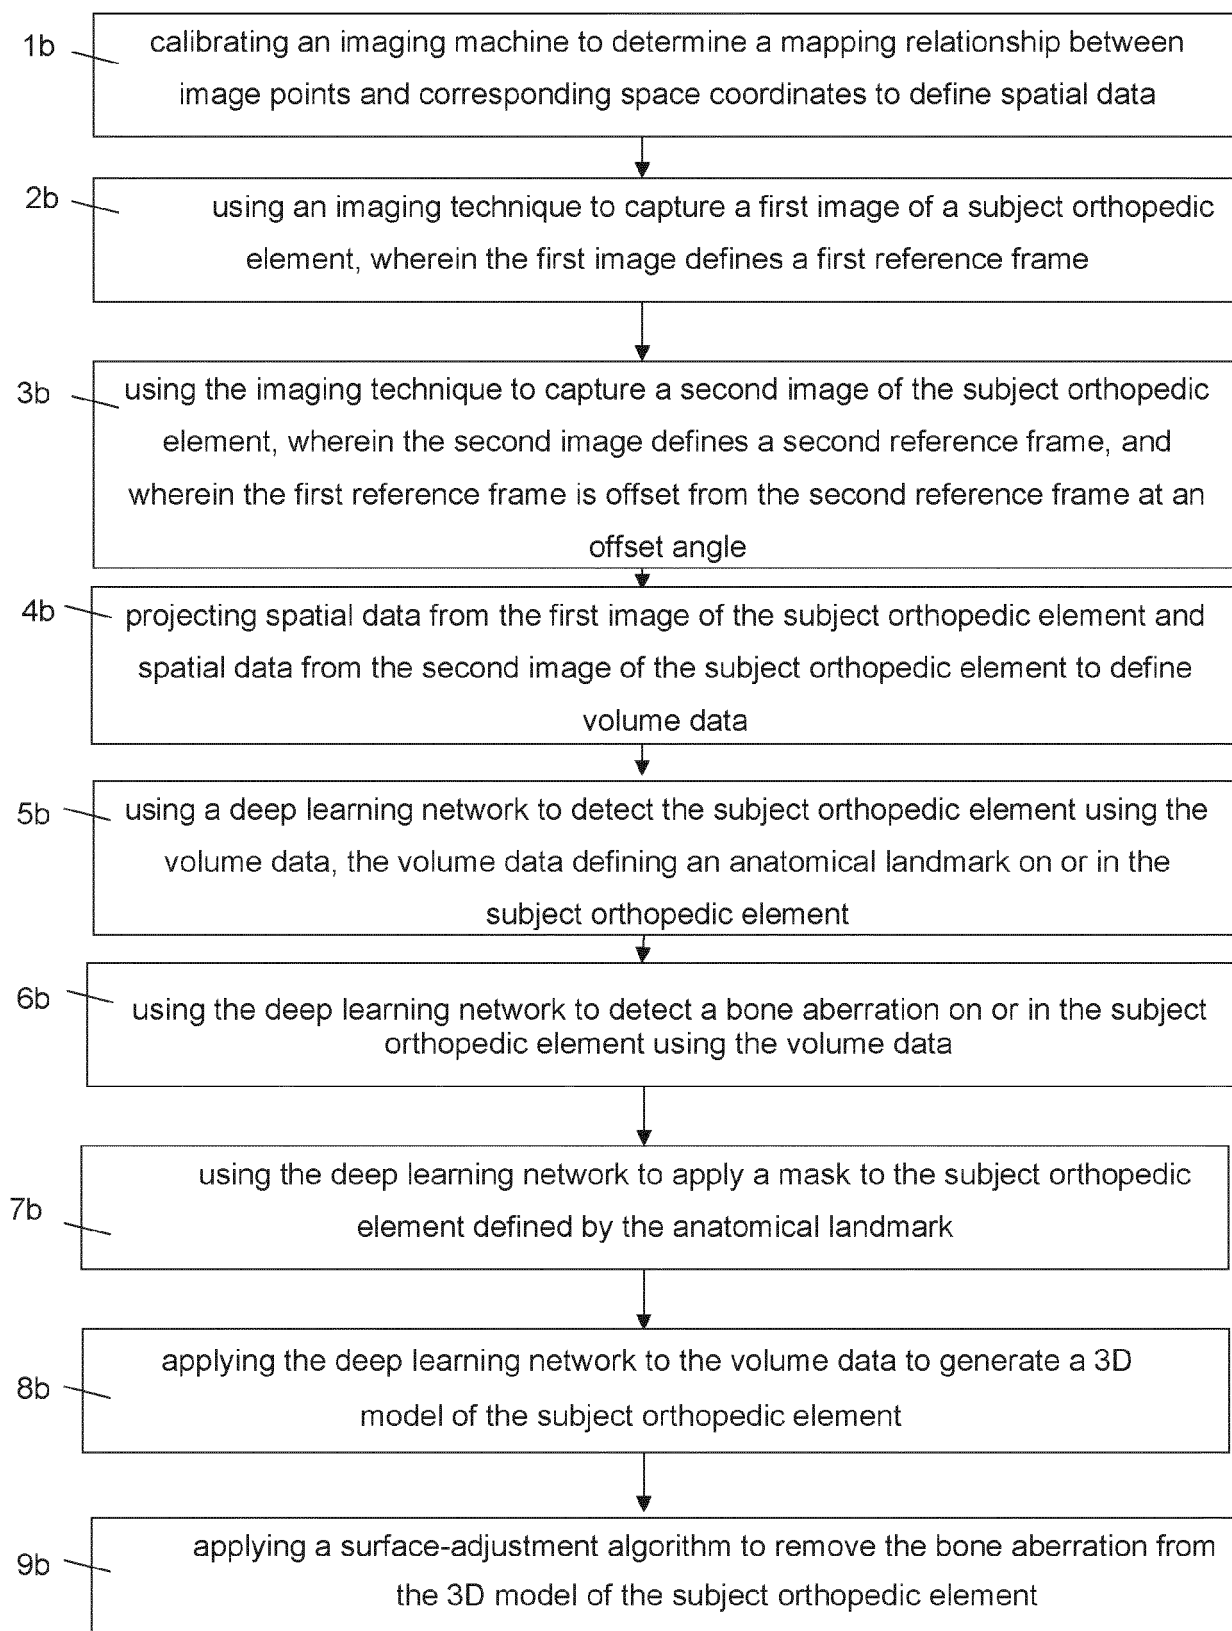 1b
calibrating an imaging machine to determine a mapping relationship between
image points and corresponding space coordinates to define spatial data
2b
using an imaging technique to capture a first image of a subject orthopedic
element, wherein the first image defines a first reference frame
3b
using the imaging technique to capture a second image of the subject orthopedic
element, wherein the second image defines a second reference frame, and
wherein the first reference frame is offset from the second reference frame at an
offset angle
4b
projecting spatial data from the first image of the subject orthopedic element and
spatial data from the second image of the subject orthopedic element to define
volume data
5b
using a deep learning network to detect the subject orthopedic element using the
volume data, the volume data defining an anatomical landmark on or in the
subject orthopedic element
6b
using the deep learning network to detect a bone aberration on or in the subject
orthopedic element using the volume data
7b
using the deep learning network to apply a mask to the subject orthopedic
element defined by the anatomical landmark
8b
applying the deep learning network to the volume data to generate a 3D
model of the subject orthopedic element
9b
applying a surface-adjustment algorithm to remove the bone aberration from
the 3D model of the subject orthopedic element